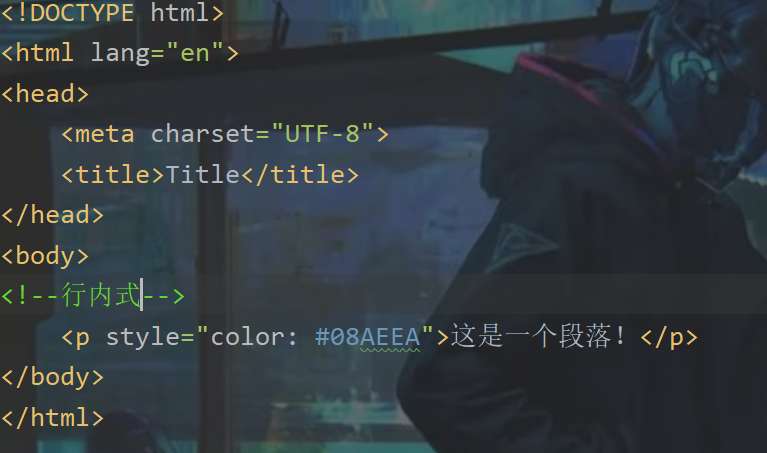 <!DOCTYPE html>
<html lang="en">
<head>
    <meta charset="UTF-8">
    <title>Title</title>
</head>
<body>
<!--行内式-->
    <p style="color: #08AEEA">这是一个段落！</p>
</body>
</html>